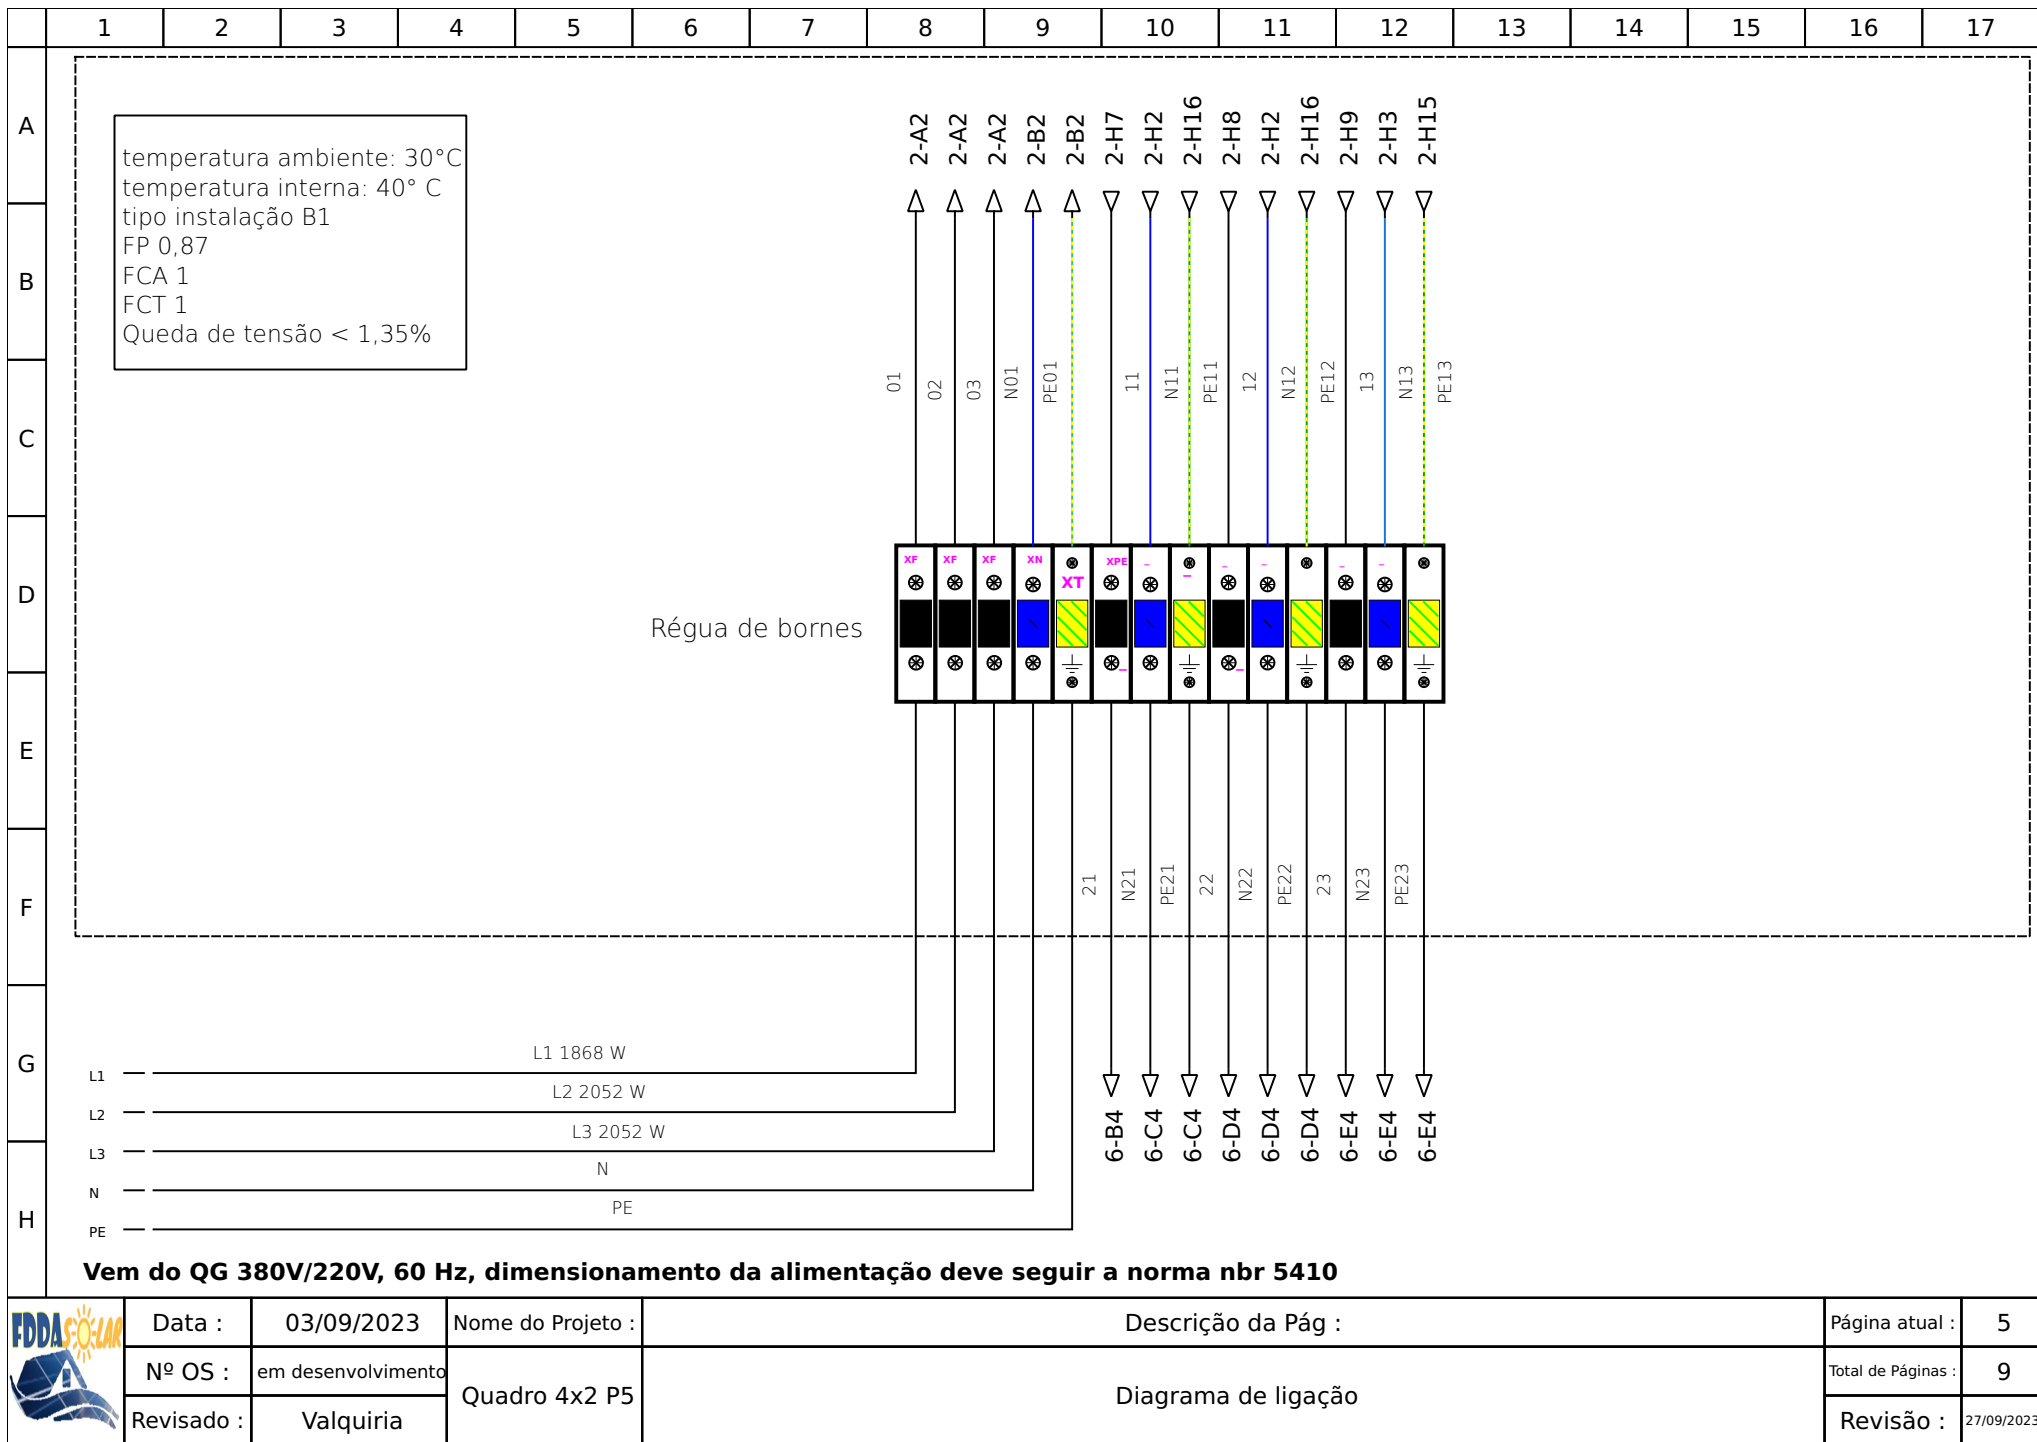 1 2 3 4 5 6 7 8 9 10 11 12 13 14 15 16 17
A
B
C
D
E
F
G
H
temperatura ambiente: 30°C
temperatura interna: 40° C
tipo instalação B1
FP 0,87
FCA 1
FCT 1
Queda de tensão < 1,35%
2-A2 2-A2 2-A2 2-B2 2-B2 2-H7 2-H2 2-H16 2-H8 2-H2 2-H16 2-H9 2-H3 2-H15
01 02 03 N01 PE01 11 N11 PE11 12 N12 PE12 13 N13 PE13
XF XF XF XN XPE
XT
Régua de bornes
21 N21 PE21 22 N22 PE22 23 N23 PE23
L1 1868 W
L1
L2 2052 W
L2
L3 2052 W
L3
N
N
PE
PE
6-B4 6-C4 6-C4 6-D4 6-D4 6-D4 6-E4 6-E4 6-E4
Vem do QG 380V/220V, 60 Hz, dimensionamento da alimentação deve seguir a norma nbr 5410
FDDA SOLAR
Data : 03/09/2023 Nome do Projeto : Descrição da Pág : Página atual : 5
Nº OS : em desenvolvimento Quadro 4x2 P5 Diagrama de ligação Total de Páginas : 9
Revisado : Valquiria Revisão : 27/09/2023